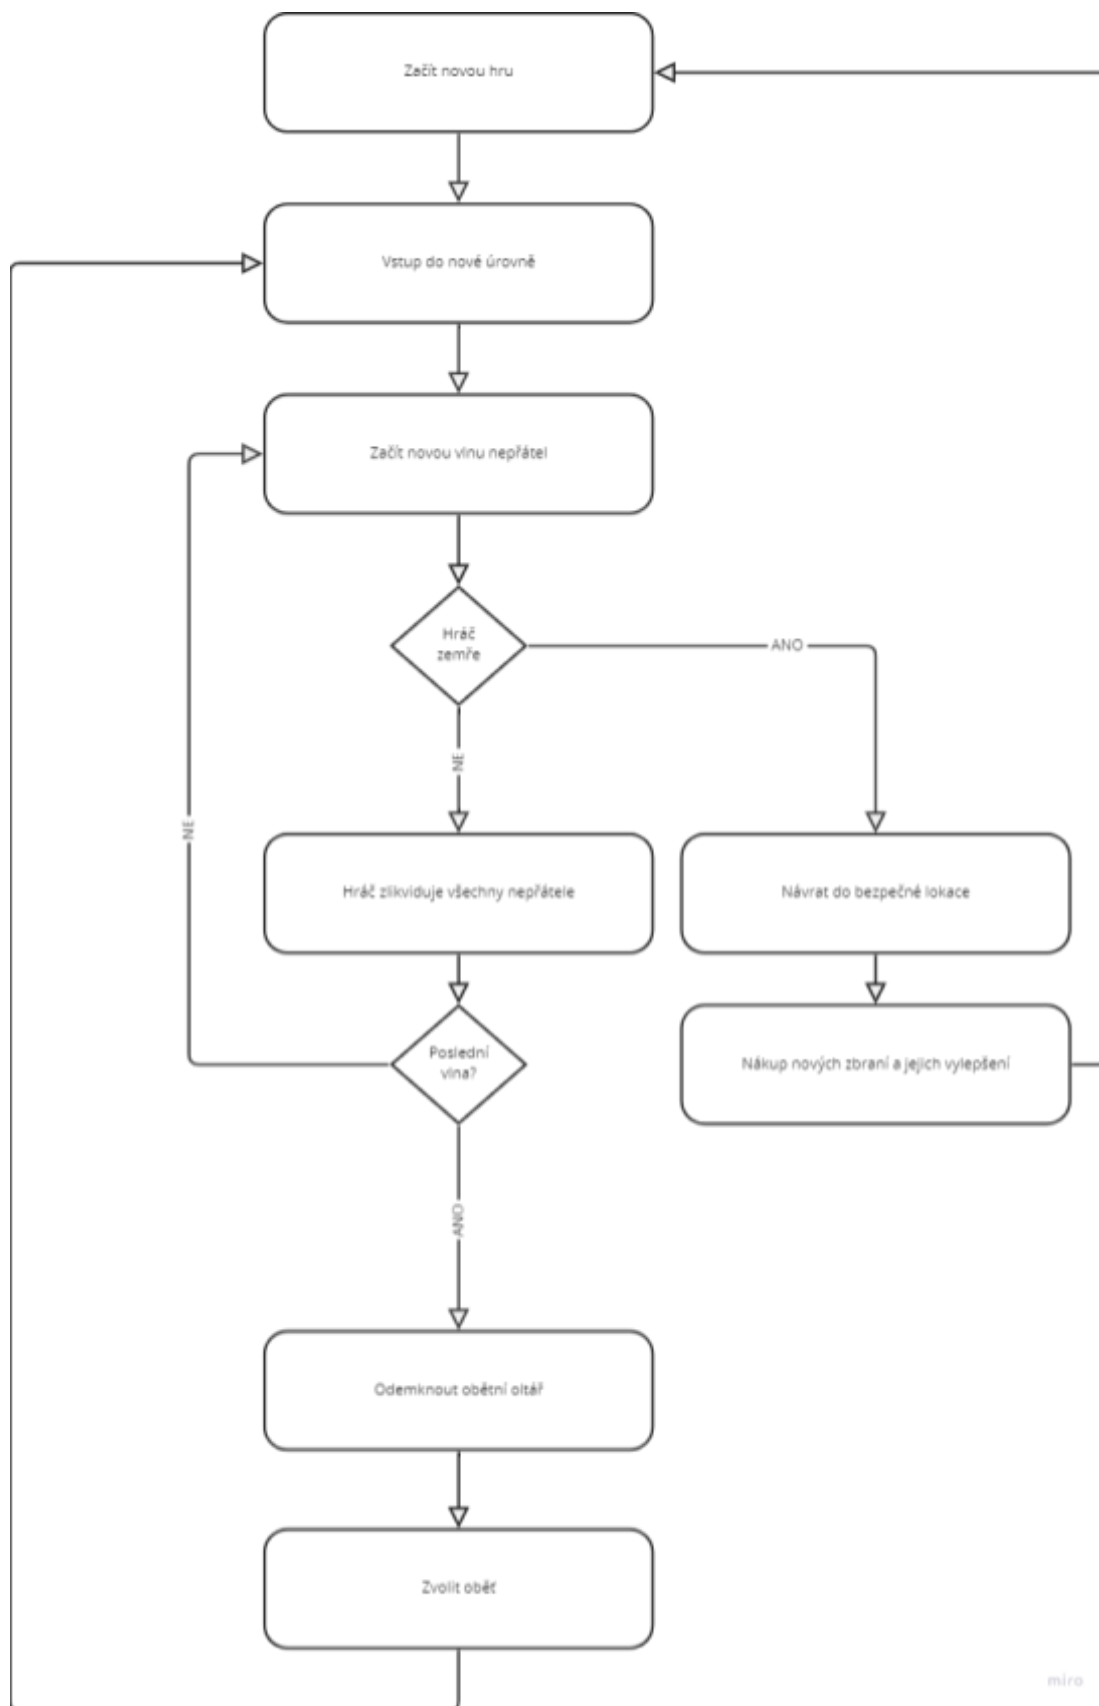 Začít novou hru
Vstup do nové úrovně
Začít novou vlnu nepřátel
Hráč
zemře
ANO
NE
NE
Hráč zlikviduje všechny nepřátele
Návrat do bezpečné lokace
Poslední
vlna?
Nákup nových zbraní a jejich vylepšení
ANO
Odemknout obětní oltář
Zvolit oběť
miro